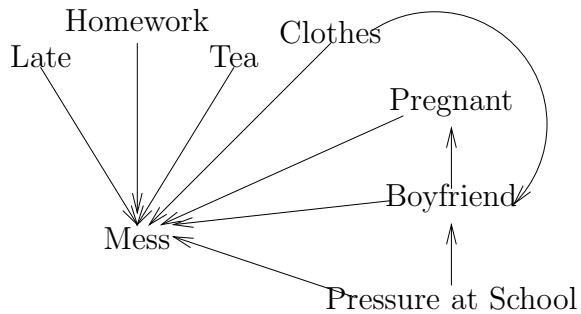 Homework
Clothes
Late
Tea
Pregnant
Boyfriend
Mess
Pressure at School